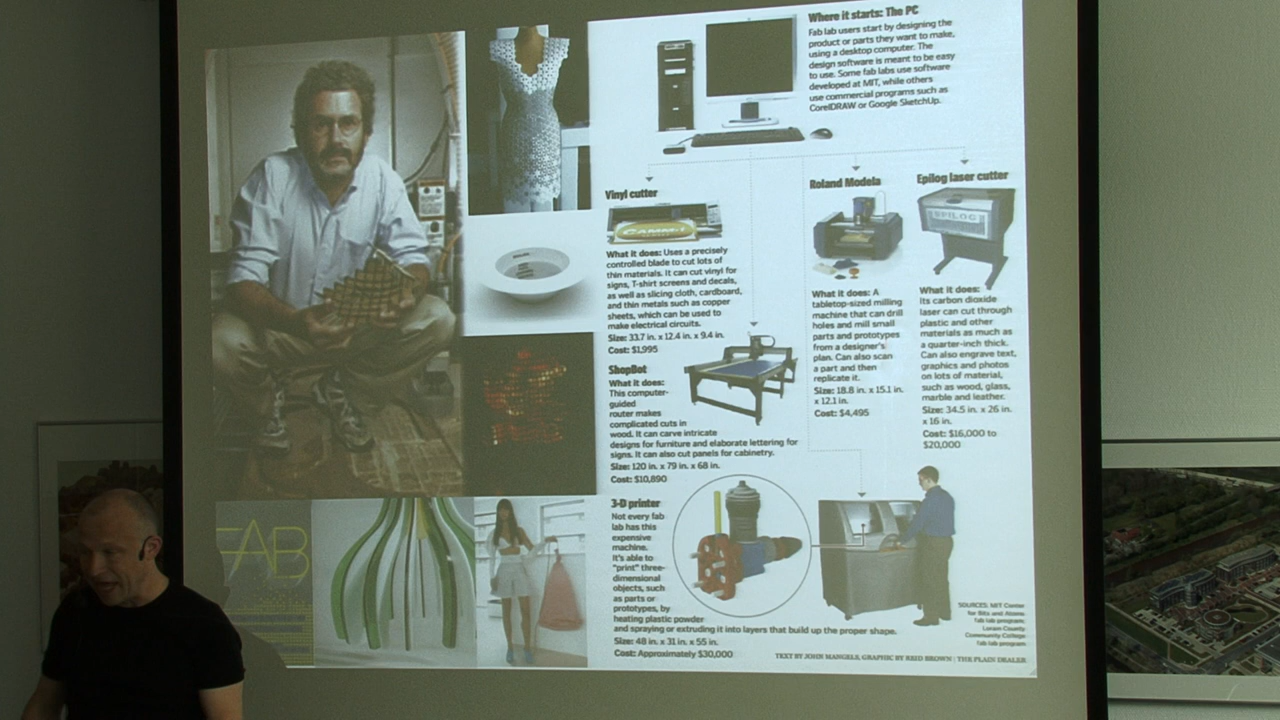 Where it starts: The PC
Fab lab users start by designing the
product or parts they want to make,
using a desktop computer. The
design software is meant to be easy
to use. Some fab labs use software
developed at MIT, while others
use commercial programs such as
CorelDRAW or Google SketchUp.
Vinyl cutter
CAMM-1
What it does: Uses a precisely
controlled blade to cut lots of
thin materials. It can cut vinyl for
signs, T-shirt screens and decals,
as well as slicing cloth, cardboard,
and thin metals such as copper
sheets, which can be used to
make electrical circuits.
Size: 33.7 in. x 12.4 in. x 9.4 in.
Cost: $1,995
Roland Modela
What it does: A
tabletop-sized milling
machine that can drill
holes and mill small
parts and prototypes
from a designer's
plan. Can also scan
a part and then
replicate it.
Size: 18.8 in. x 15.1 in.
x 12.1 in.
Cost: $4,495
Epilog laser cutter
EPILOG
What it does:
Its carbon dioxide
laser can cut through
plastic and other
materials as much as
a quarter-inch thick.
Can also engrave text,
graphics and photos
on lots of material,
such as wood, glass,
marble and leather.
Size: 34.5 in. x 26 in.
x 16 in.
Cost: $16,000 to
$20,000
ShopBot
What it does:
This computer-
guided
router makes
complicated cuts in
wood. It can carve intricate
designs for furniture and elaborate lettering for
signs. It can also cut panels for cabinetry.
Size: 120 in. x 79 in. x 68 in.
Cost: $10,890
3-D printer
Not every fab
lab has this
expensive
machine.
It's able to
"print" three-
dimensional
objects, such
as parts or
prototypes, by
heating plastic powder
and spraying or extruding it into layers that build up the proper shape.
Size: 48 in. x 31 in. x 55 in.
Cost: Approximately $30,000
SOURCES: MIT Center
for Bits and Atoms
fab lab program;
Lorain County
Community College
fab lab program
TEXT BY JOHN MANGELS, GRAPHIC BY REID BROWN | THE PLAIN DEALER
FAB